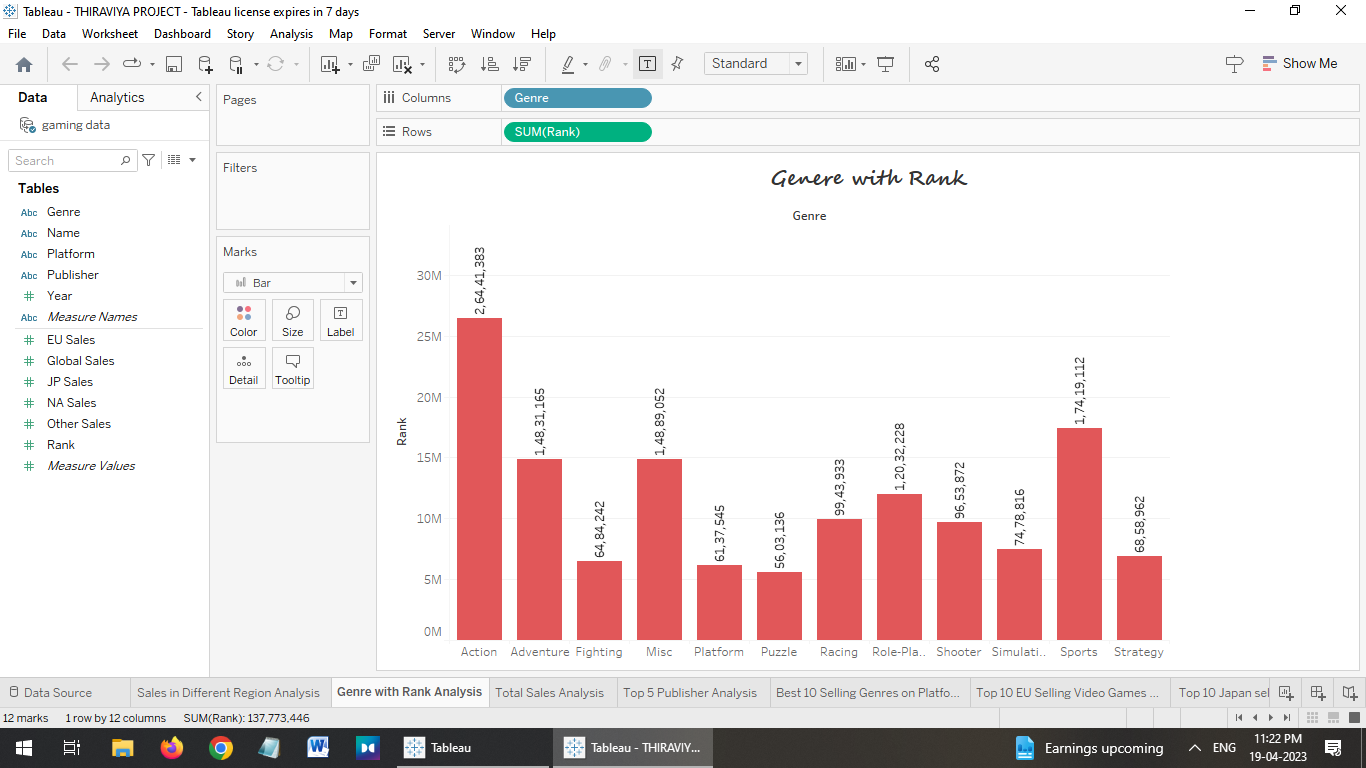 Tableau - THIRAVIYA PROJECT - Tableau license expires in 7 days
File Data Worksheet Dashboard Story Analysis Map Format Server Window Help
Standard
Show Me
Data Analytics
gaming data
Search
Tables
Abc Genre
Abc Name
Abc Platform
Abc Publisher
# Year
Abc Measure Names
# EU Sales
# Global Sales
# JP Sales
# NA Sales
# Other Sales
# Rank
# Measure Values
Pages
Filters
Marks
Bar
Color Size Label
Detail Tooltip
Columns Genre
Rows SUM(Rank)
Genere with Rank
Genre
Rank
30M
25M
20M
15M
10M
5M
0M
2,64,41,383
1,48,31,165
64,84,242
1,48,89,052
61,37,545
56,03,136
99,43,933
1,20,32,228
96,53,872
74,78,816
1,74,19,112
68,58,962
Action Adventure Fighting Misc Platform Puzzle Racing Role-Pla.. Shooter Simulati.. Sports Strategy
Data Source Sales in Different Region Analysis Genre with Rank Analysis Total Sales Analysis Top 5 Publisher Analysis Best 10 Selling Genres on Platfo... Top 10 EU Selling Video Games ... Top 10 Japan sel
12 marks 1 row by 12 columns SUM(Rank): 137,773,446
Tableau
Tableau - THIRAVIY...
Earnings upcoming
ENG
11:22 PM
19-04-2023